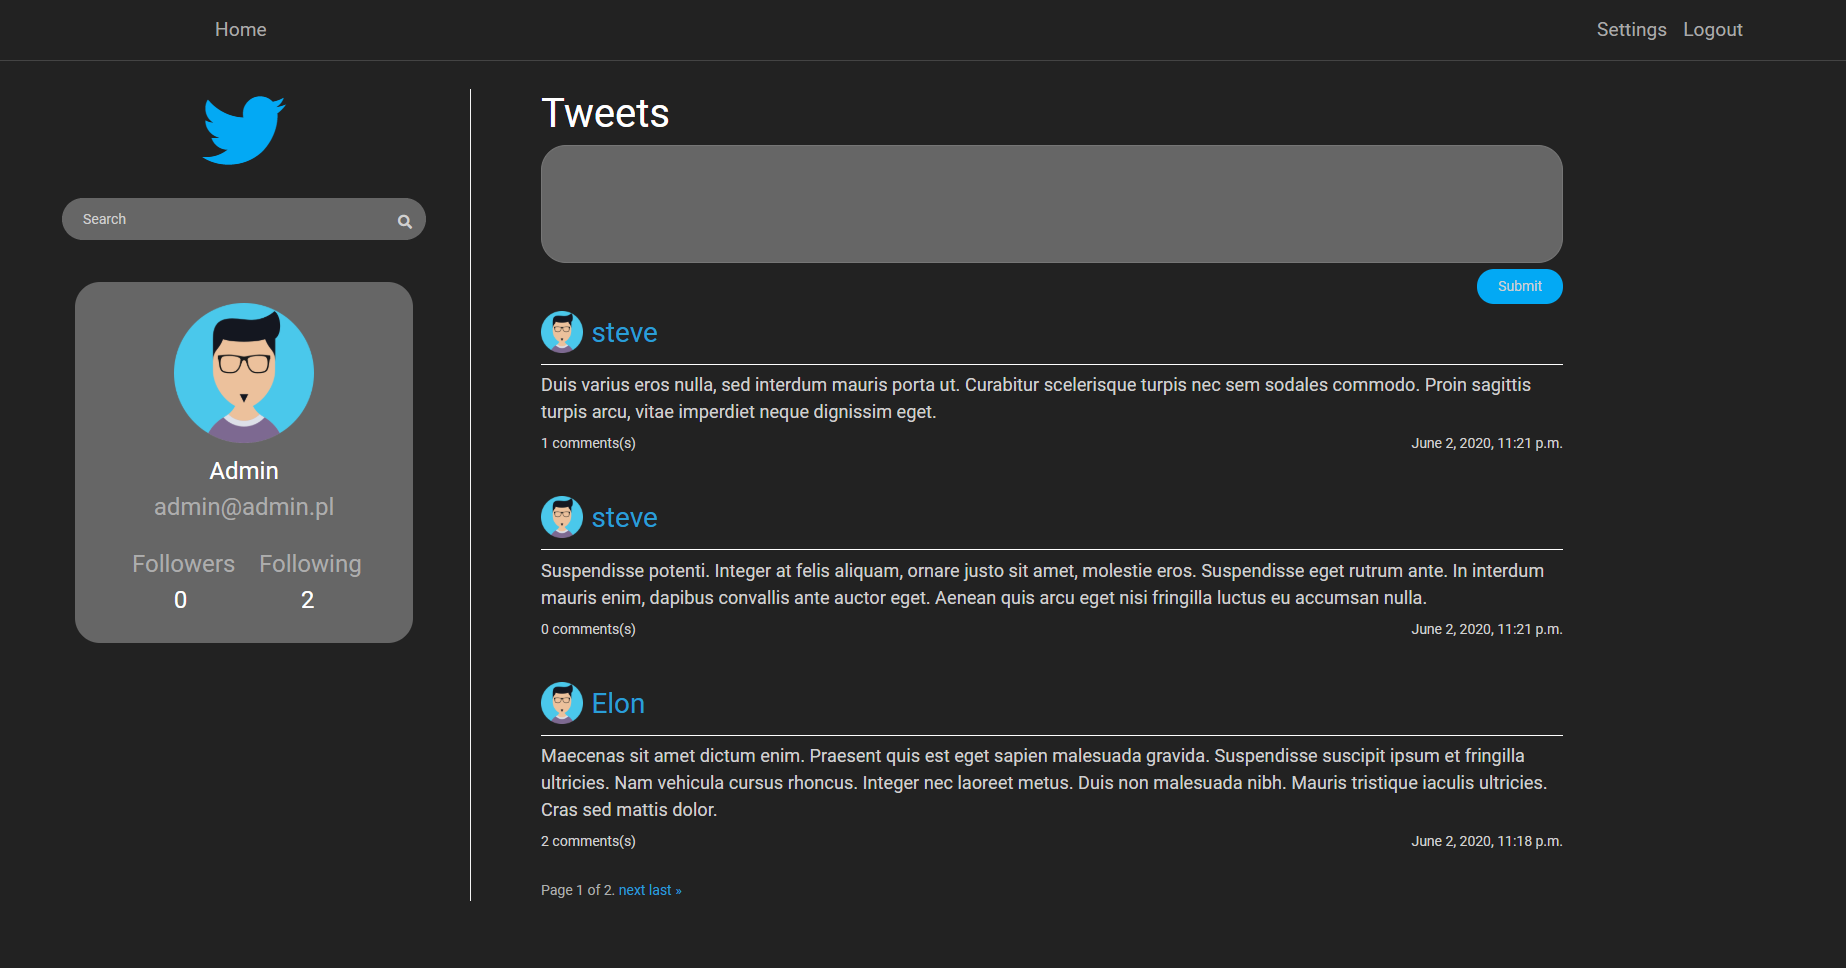 Home
Settings Logout
Search
Admin
admin@admin.pl
Followers Following
0 2
Tweets
Submit
steve
Duis varius eros nulla, sed interdum mauris porta ut. Curabitur scelerisque turpis nec sem sodales commodo. Proin sagittis
turpis arcu, vitae imperdiet neque dignissim eget.
1 comments(s) June 2, 2020, 11:21 p.m.
steve
Suspendisse potenti. Integer at felis aliquam, ornare justo sit amet, molestie eros. Suspendisse eget rutrum ante. In interdum
mauris enim, dapibus convallis ante auctor eget. Aenean quis arcu eget nisi fringilla luctus eu accumsan nulla.
0 comments(s) June 2, 2020, 11:21 p.m.
Elon
Maecenas sit amet dictum enim. Praesent quis est eget sapien malesuada gravida. Suspendisse suscipit ipsum et fringilla
ultricies. Nam vehicula cursus rhoncus. Integer nec laoreet metus. Duis non malesuada nibh. Mauris tristique iaculis ultricies.
Cras sed mattis dolor.
2 comments(s) June 2, 2020, 11:18 p.m.
Page 1 of 2. next last »